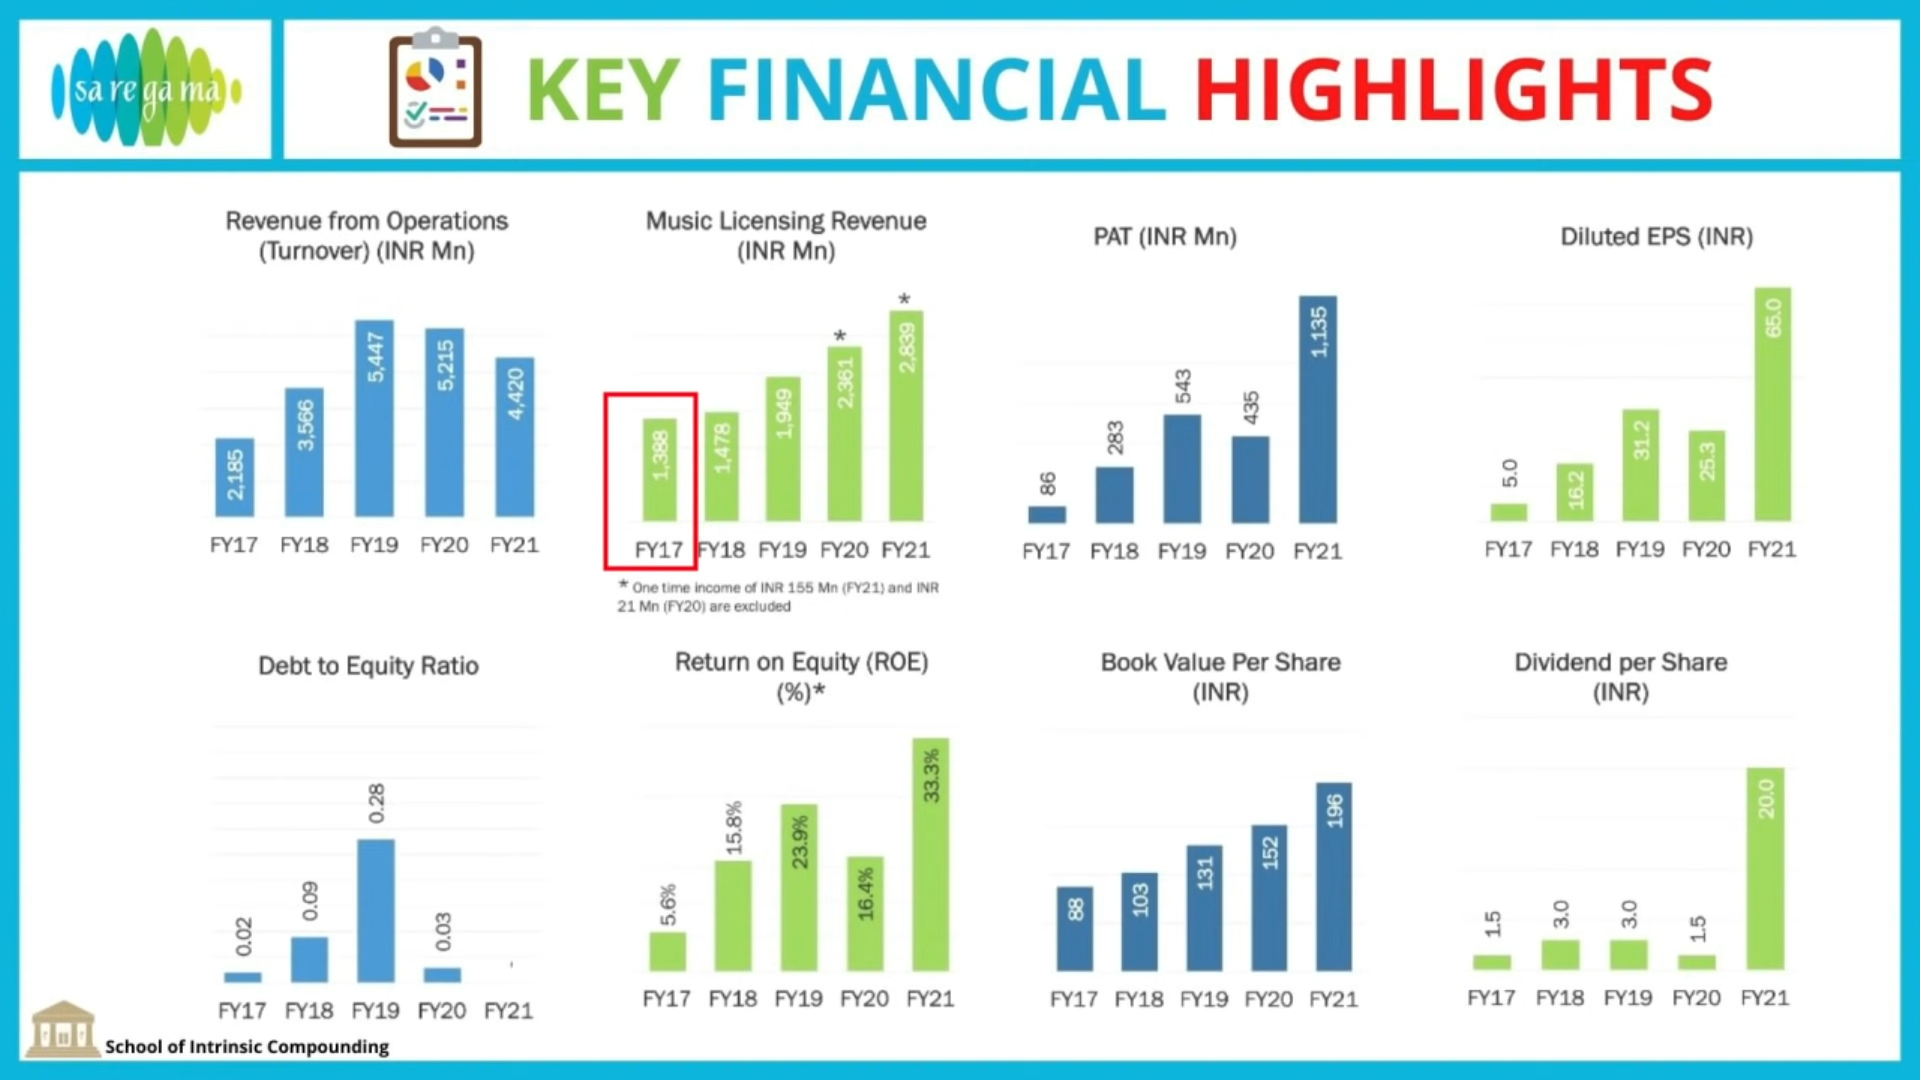 sa re ga ma
KEY FINANCIAL HIGHLIGHTS
Revenue from Operations
(Turnover) (INR Mn)
2,185
3,566
5,447
5,215
4,420
FY17 FY18 FY19 FY20 FY21
Music Licensing Revenue
(INR Mn)
1,388
1,478
1,949
* 2,361
* 2,839
FY17 FY18 FY19 FY20 FY21
* One time income of INR 155 Mn (FY21) and INR
21 Mn (FY20) are excluded
PAT (INR Mn)
86
283
543
435
1,135
FY17 FY18 FY19 FY20 FY21
Diluted EPS (INR)
5.0
16.2
31.2
25.3
65.0
FY17 FY18 FY19 FY20 FY21
Debt to Equity Ratio
0.02
0.09
0.28
0.03
-
FY17 FY18 FY19 FY20 FY21
Return on Equity (ROE)
(%)*
5.6%
15.8%
23.9%
16.4%
33.3%
FY17 FY18 FY19 FY20 FY21
Book Value Per Share
(INR)
88
103
131
152
196
FY17 FY18 FY19 FY20 FY21
Dividend per Share
(INR)
1.5
3.0
3.0
1.5
20.0
FY17 FY18 FY19 FY20 FY21
School of Intrinsic Compounding